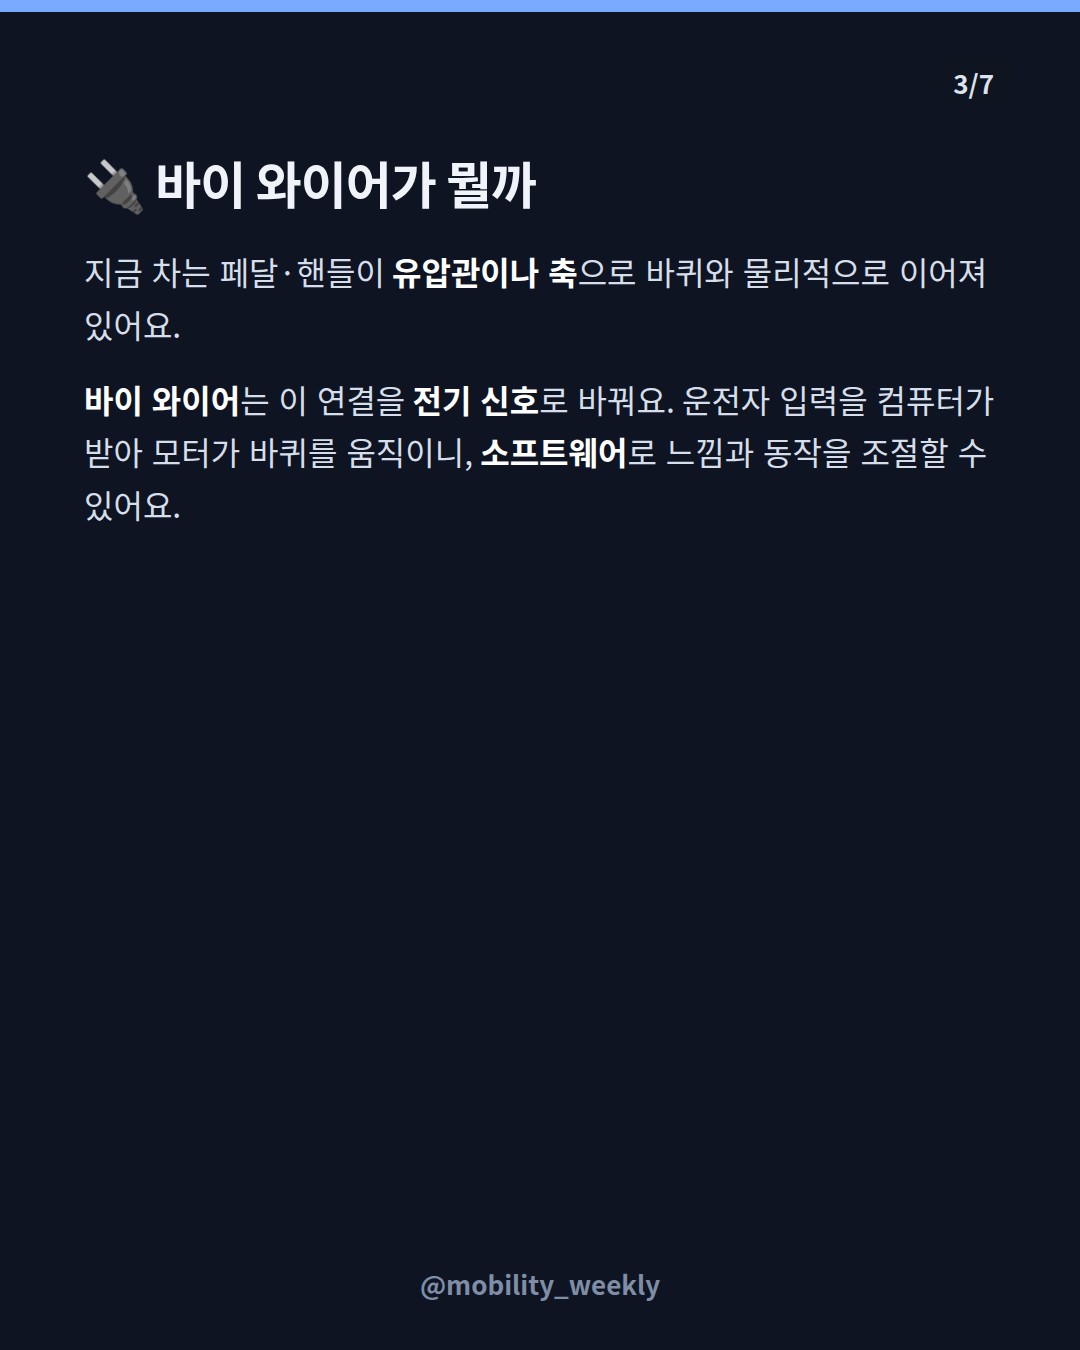 3/7
🔌 바이 와이어가 뭘까
지금 차는 페달·핸들이 유압관이나 축으로 바퀴와 물리적으로 이어져
있어요.
바이 와이어는 이 연결을 전기 신호로 바꿔요. 운전자 입력을 컴퓨터가
받아 모터가 바퀴를 움직이니, 소프트웨어로 느낌과 동작을 조절할 수
있어요.
@mobility_weekly